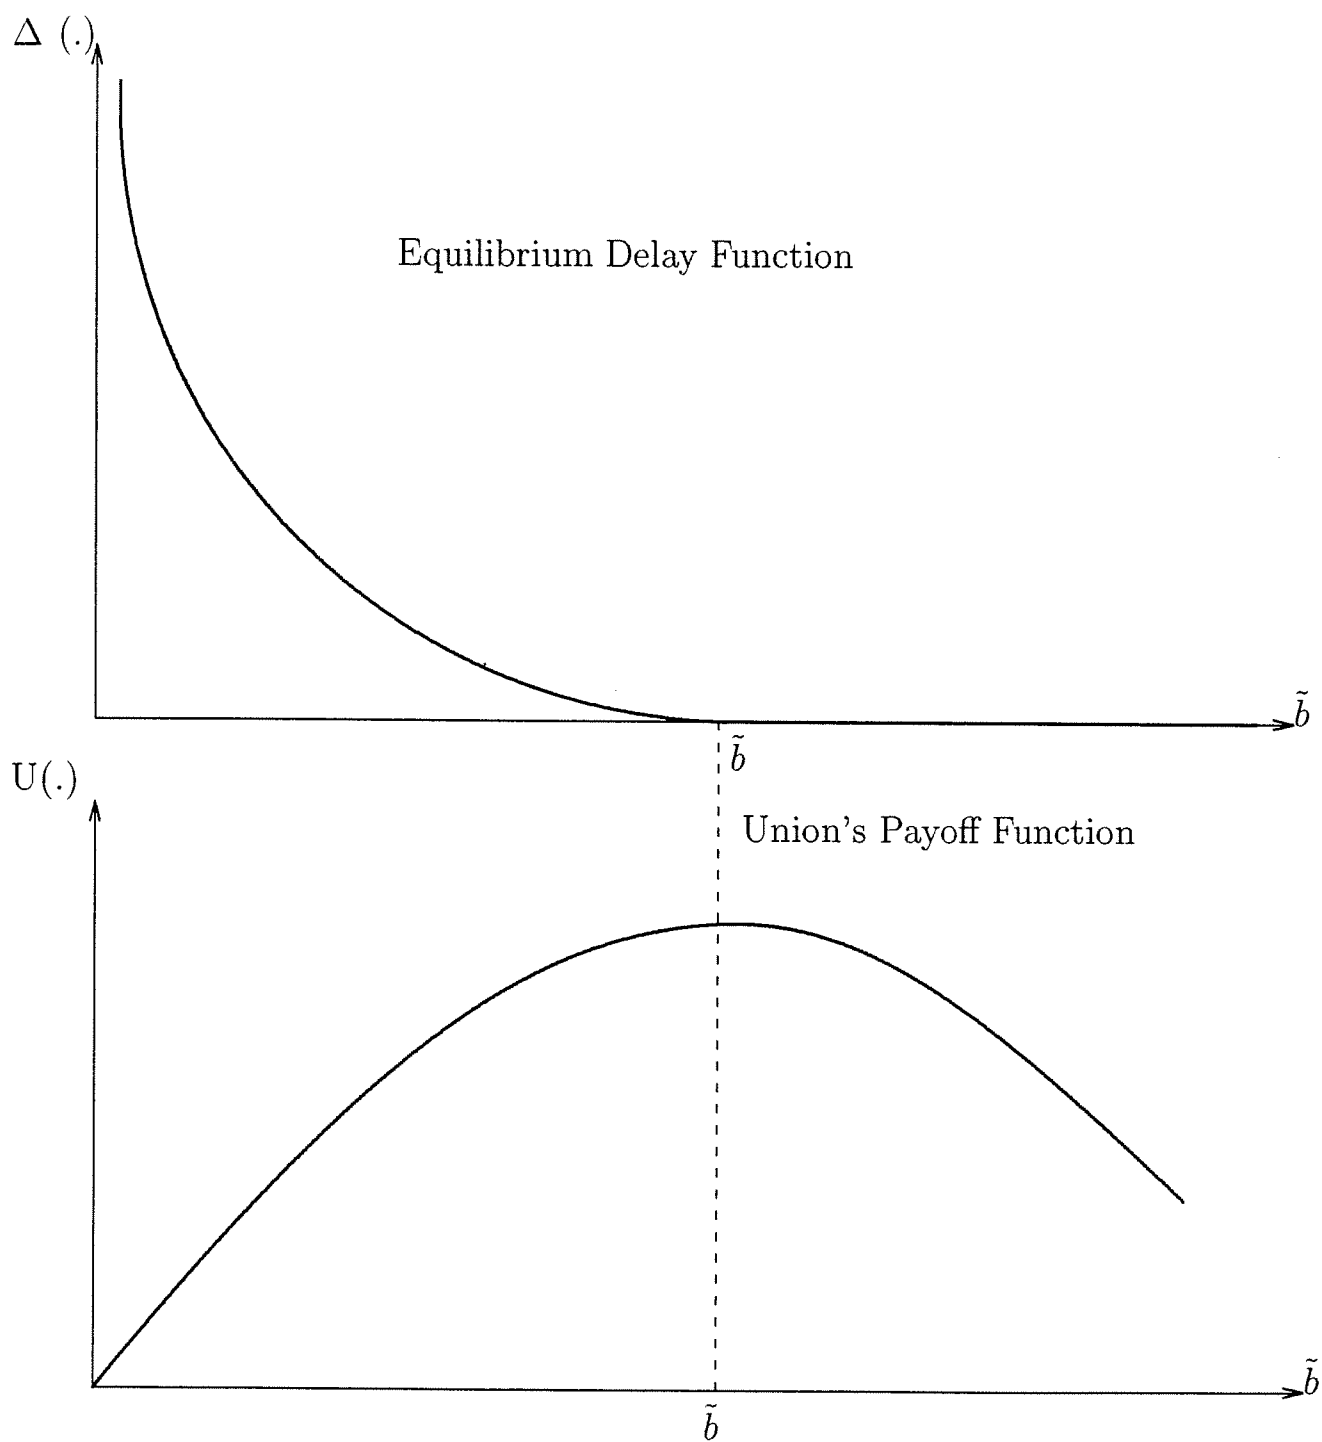 Δ (.)
Equilibrium Delay Function
b̃
b̃
U(.)
Union's Payoff Function
b̃
b̃